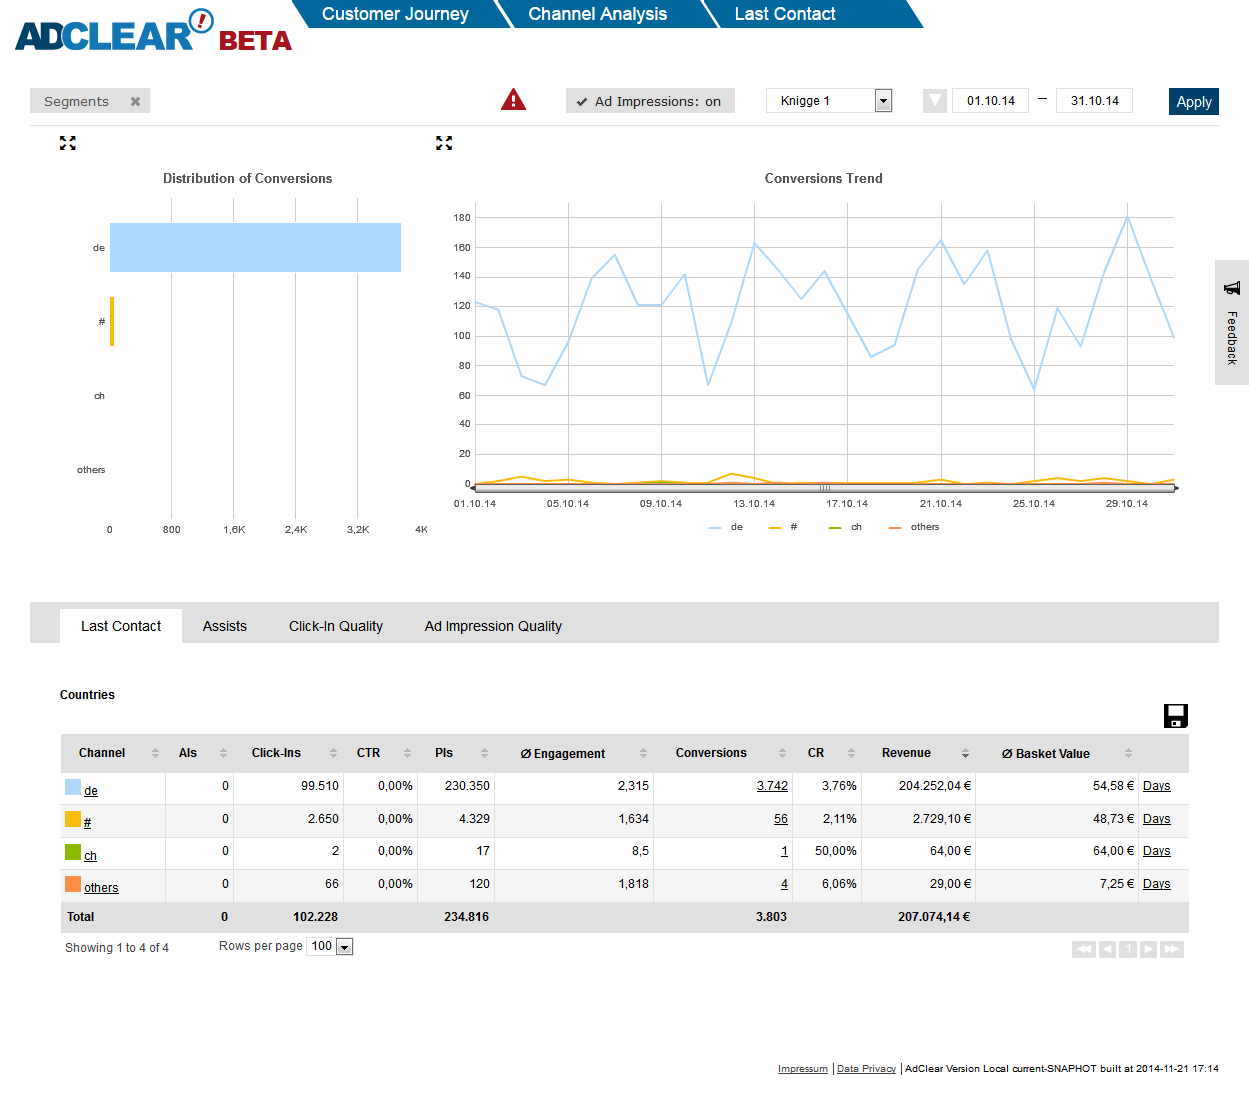 Customer Journey Channel Analysis Last Contact
ADCLEAR! BETA
Segments ✖ ✔ Ad Impressions: on Knigge 1 01.10.14 – 31.10.14 Apply
Distribution of Conversions
de
#
ch
others
0 800 1,6K 2,4K 3,2K 4K
Conversions Trend
180
160
140
120
100
80
60
40
20
0
01.10.14 05.10.14 09.10.14 13.10.14 17.10.14 21.10.14 25.10.14 29.10.14
de # ch others
Feedback
Last Contact Assists Click-In Quality Ad Impression Quality
Countries
Channel AIs Click-Ins CTR PIs Ø Engagement Conversions CR Revenue Ø Basket Value
de 0 99.510 0,00% 230.350 2,315 3.742 3,76% 204.252,04 € 54,58 € Days
# 0 2.650 0,00% 4.329 1,634 56 2,11% 2.729,10 € 48,73 € Days
ch 0 2 0,00% 17 8,5 1 50,00% 64,00 € 64,00 € Days
others 0 66 0,00% 120 1,818 4 6,06% 29,00 € 7,25 € Days
Total 0 102.228 234.816 3.803 207.074,14 €
Showing 1 to 4 of 4 Rows per page 100 1
Impressum | Data Privacy | AdClear Version Local current-SNAPHOT built at 2014-11-21 17:14